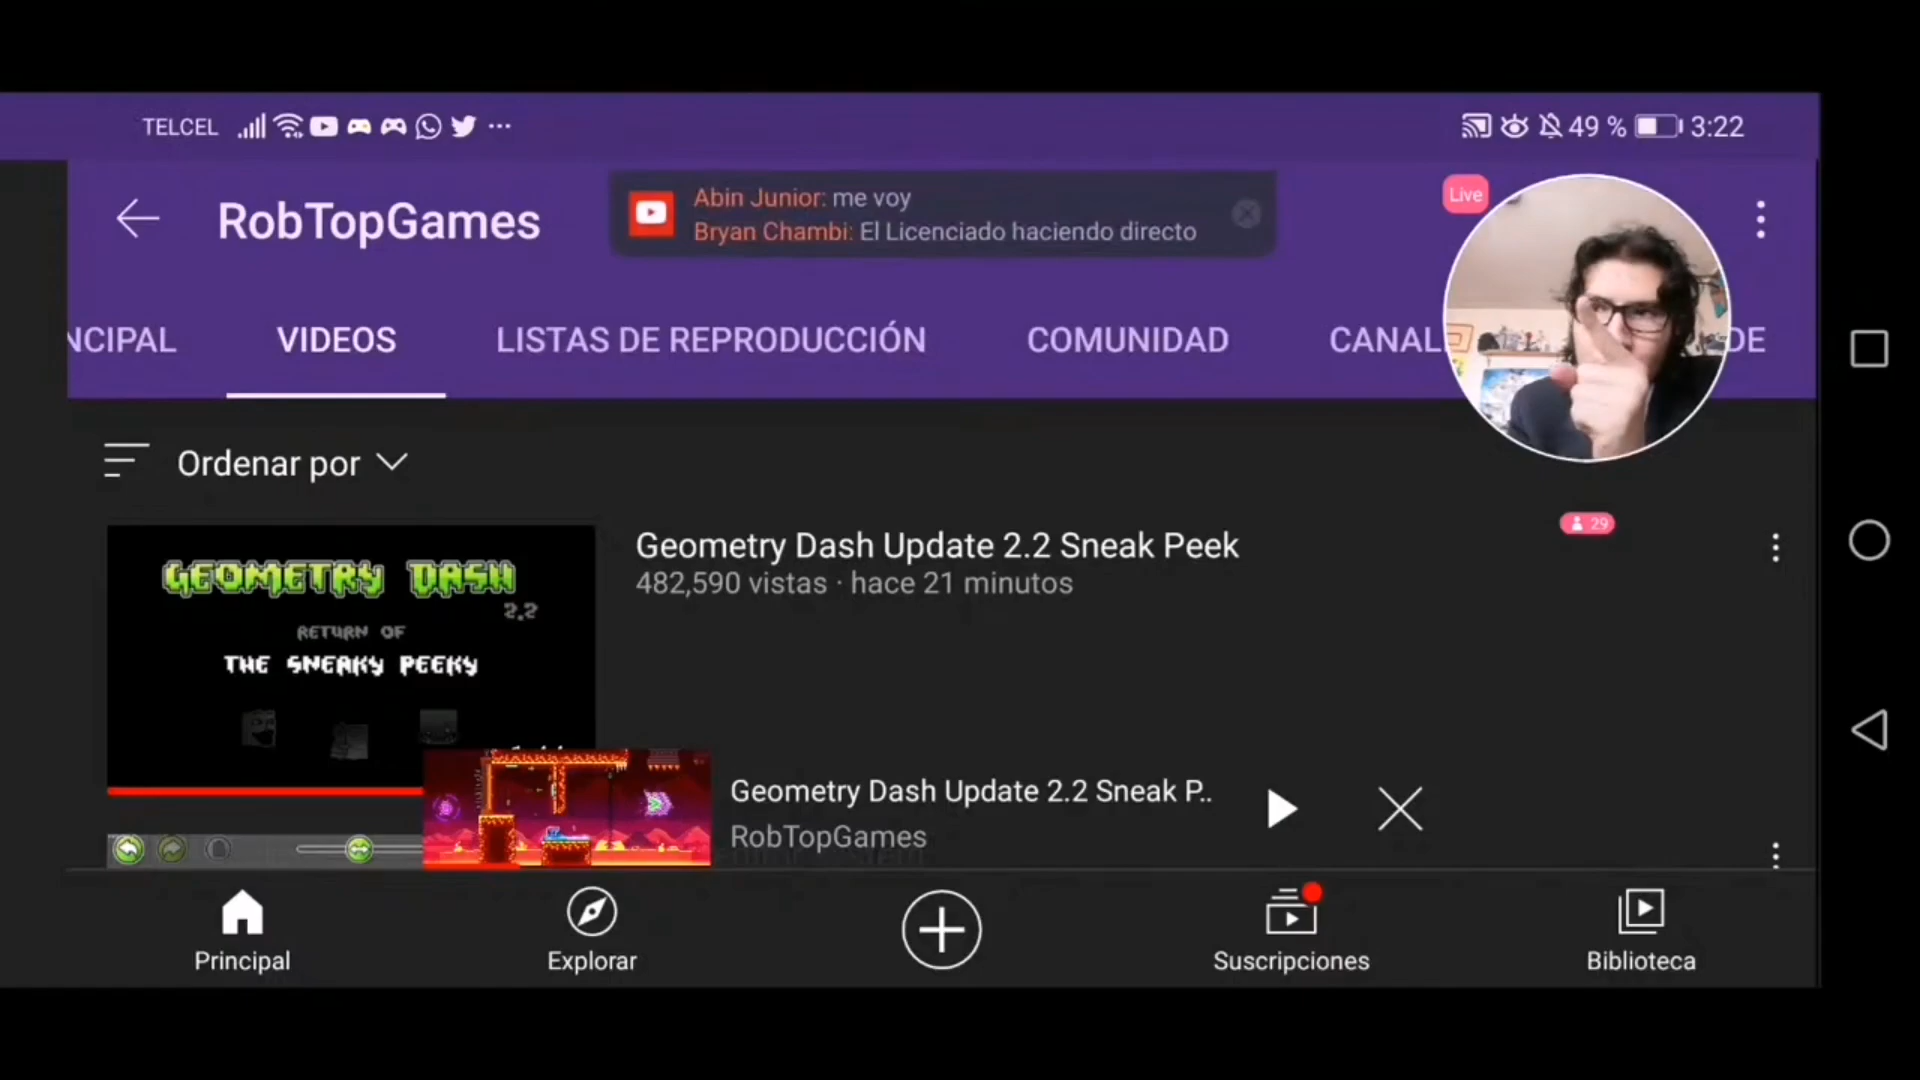 TELCEL
49 % 3:22
RobTopGames
Abin Junior: me voy
Bryan Chambi: El Licenciado haciendo directo
Live
NCIPAL VIDEOS LISTAS DE REPRODUCCIÓN COMUNIDAD CANAL DE
Ordenar por
Geometry Dash Update 2.2 Sneak Peek
29
482,590 vistas · hace 21 minutos
GEOMETRY DASH
2.2
RETURN OF
THE SNEAKY PEEKY
Geometry Dash Update 2.2 Sneak P..
RobTopGames
Principal Explorar Suscripciones Biblioteca